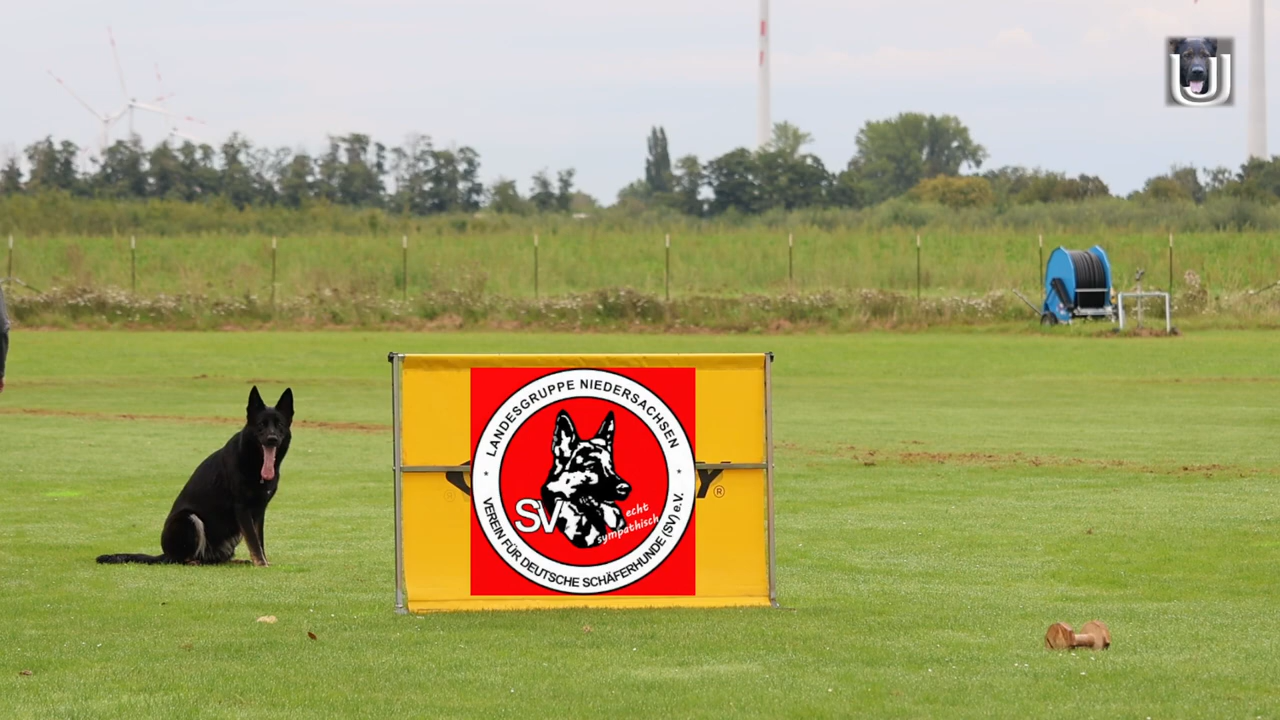 U
LANDESGRUPPE NIEDERSACHSEN
SV
echt
sympathisch
VEREIN FÜR DEUTSCHE SCHÄFERHUNDE (SV) e.V.
Y®
®